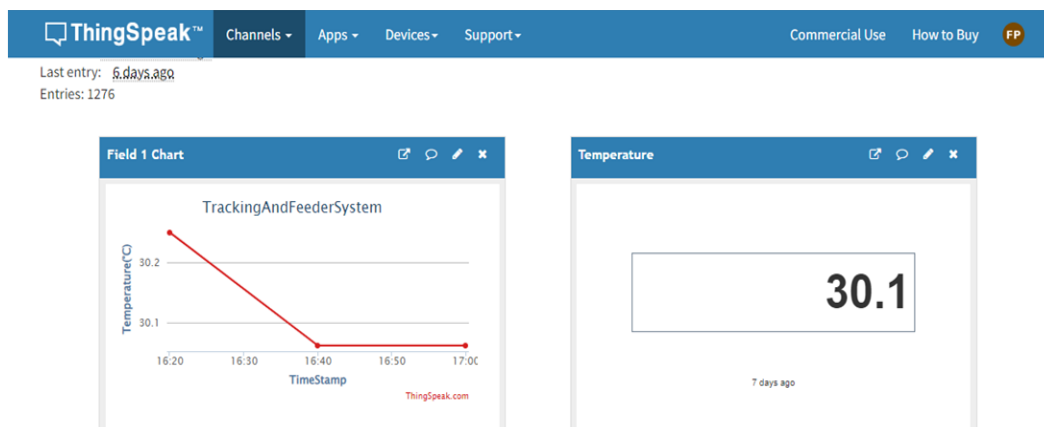 ThingSpeak™ Channels Apps Devices Support Commercial Use How to Buy FP
Last entry: 6 days ago
Entries: 1276
Field 1 Chart
TrackingAndFeederSystem
Temperature(°C)
30.2
30.1
16:20 16:30 16:40 16:50 17:00
TimeStamp
ThingSpeak.com
Temperature
30.1
7 days ago